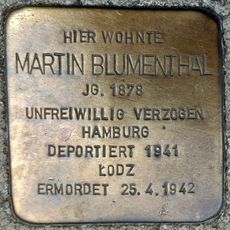 HIER WOHNTE
MARTIN BLUMENTHAL
JG. 1878
UNFREIWILLIG VERZOGEN
HAMBURG
DEPORTIERT 1941
ŁODZ
ERMORDET 25.4.1942